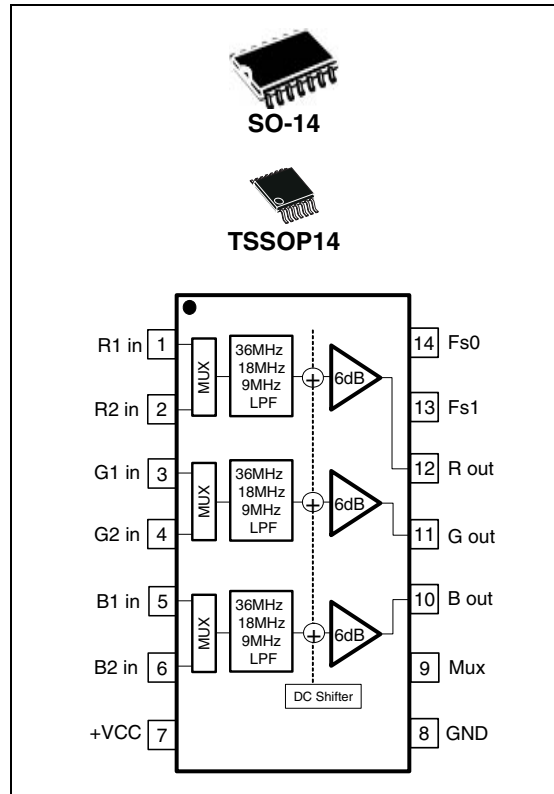 SO-14
TSSOP14
R1 in 1
R2 in 2
G1 in 3
G2 in 4
B1 in 5
B2 in 6
+VCC 7
MUX
36MHz
18MHz
9MHz
LPF
+
6dB
MUX
36MHz
18MHz
9MHz
LPF
+
6dB
MUX
36MHz
18MHz
9MHz
LPF
+
6dB
DC Shifter
14 Fs0
13 Fs1
12 R out
11 G out
10 B out
9 Mux
8 GND